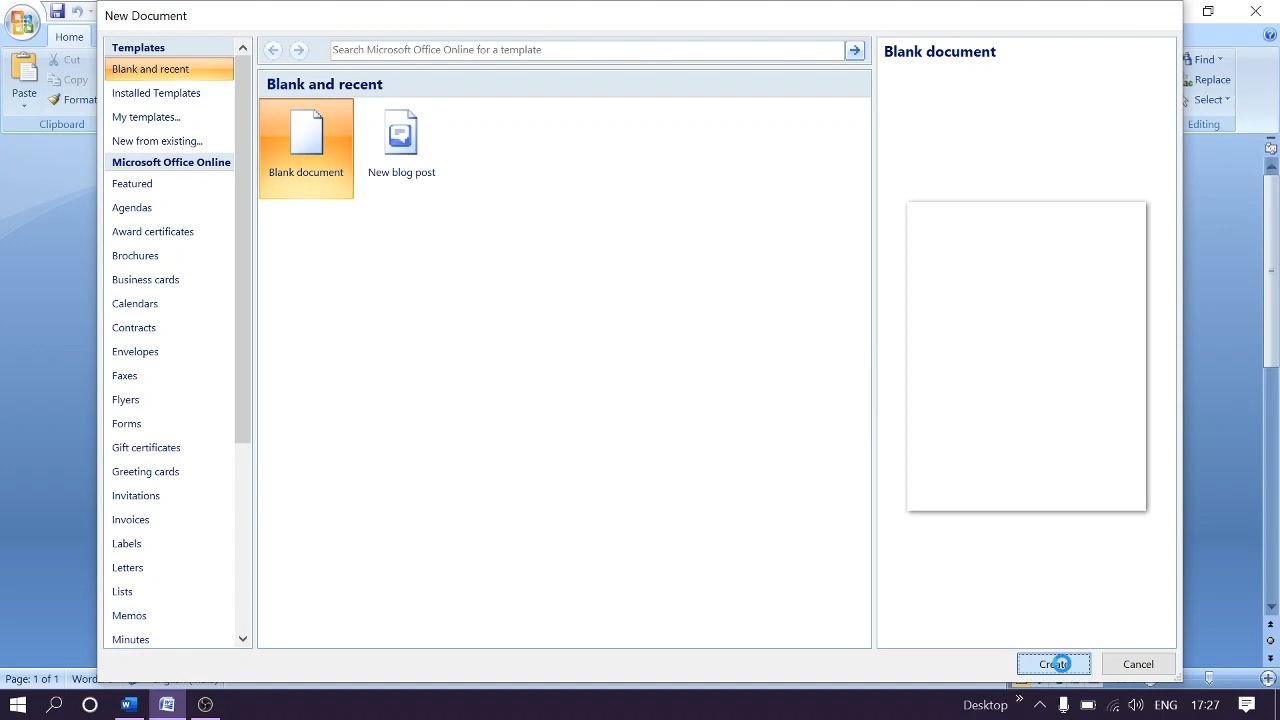 New Document
Home
Paste
Cut
Copy
Format
Clipboard
Templates
Blank and recent
Installed Templates
My templates...
New from existing...
Microsoft Office Online
Featured
Agendas
Award certificates
Brochures
Business cards
Calendars
Contracts
Envelopes
Faxes
Flyers
Forms
Gift certificates
Greeting cards
Invitations
Invoices
Labels
Letters
Lists
Memos
Minutes
Search Microsoft Office Online for a template
Blank and recent
Blank document
New blog post
Blank document
Find
Replace
Select
Editing
Create
Cancel
Page: 1 of 1
Word
Desktop
ENG
17:27